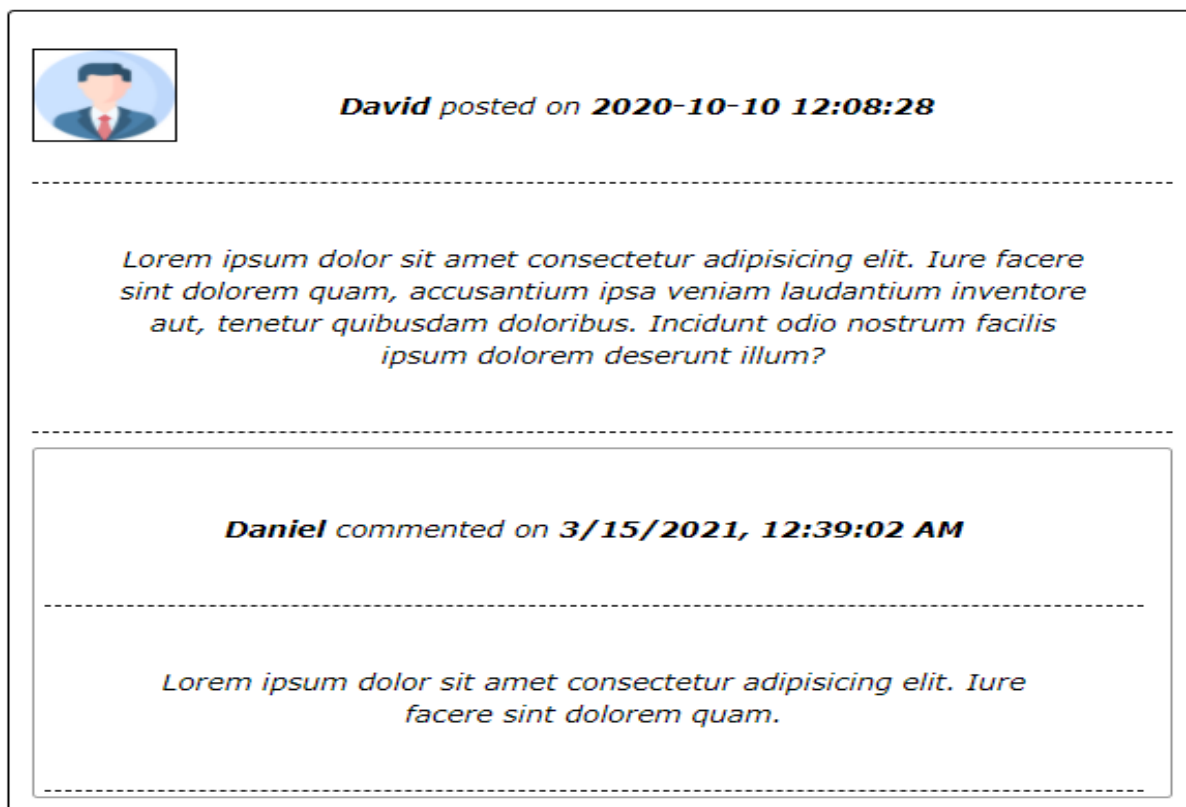 David posted on 2020-10-10 12:08:28
Lorem ipsum dolor sit amet consectetur adipisicing elit. Iure facere
sint dolorem quam, accusantium ipsa veniam laudantium inventore
aut, tenetur quibusdam doloribus. Incidunt odio nostrum facilis
ipsum dolorem deserunt illum?
Daniel commented on 3/15/2021, 12:39:02 AM
Lorem ipsum dolor sit amet consectetur adipisicing elit. Iure
facere sint dolorem quam.